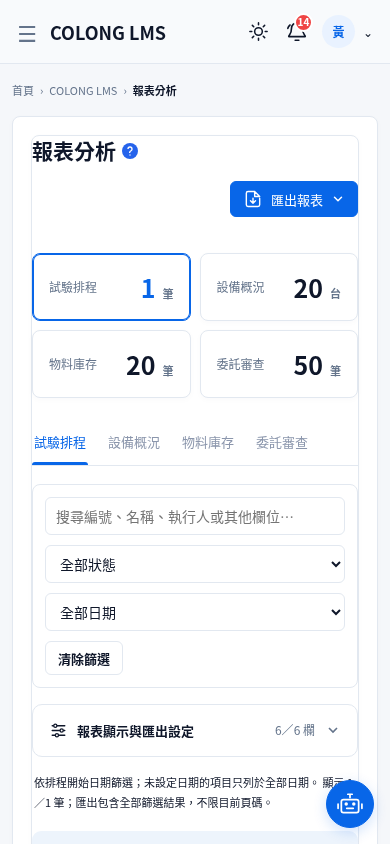 COLONG LMS
14
黃
首頁 › COLONG LMS › 報表分析
報表分析 ?
匯出報表
試驗排程 1 筆
設備概況 20 台
物料庫存 20 筆
委託審查 50 筆
試驗排程 設備概況 物料庫存 委託審查
搜尋編號、名稱、執行人或其他欄位…
全部狀態
全部日期
清除篩選
報表顯示與匯出設定 6／6 欄
依排程開始日期篩選；未設定日期的項目只列於全部日期。 顯示
／1 筆；匯出包含全部篩選結果，不限目前頁碼。